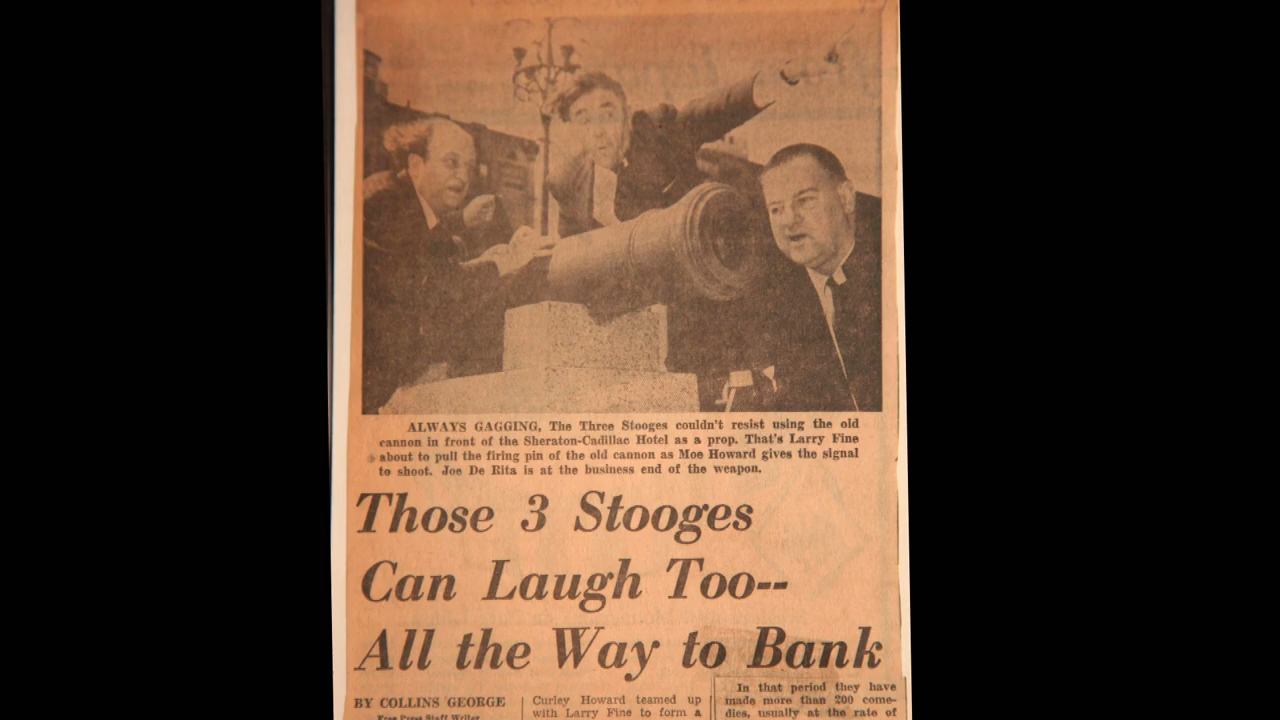 ALWAYS GAGGING, The Three Stooges couldn't resist using the old
cannon in front of the Sheraton-Cadillac Hotel as a prop. That's Larry Fine
about to pull the firing pin of the old cannon as Moe Howard gives the signal
to shoot. Joe De Rita is at the business end of the weapon.
Those 3 Stooges
Can Laugh Too--
All the Way to Bank
BY COLLINS GEORGE
Free Press Staff Writer
Curley Howard teamed up
with Larry Fine to form a
In that period they have
made more than 200 come-
dies, usually at the rate of